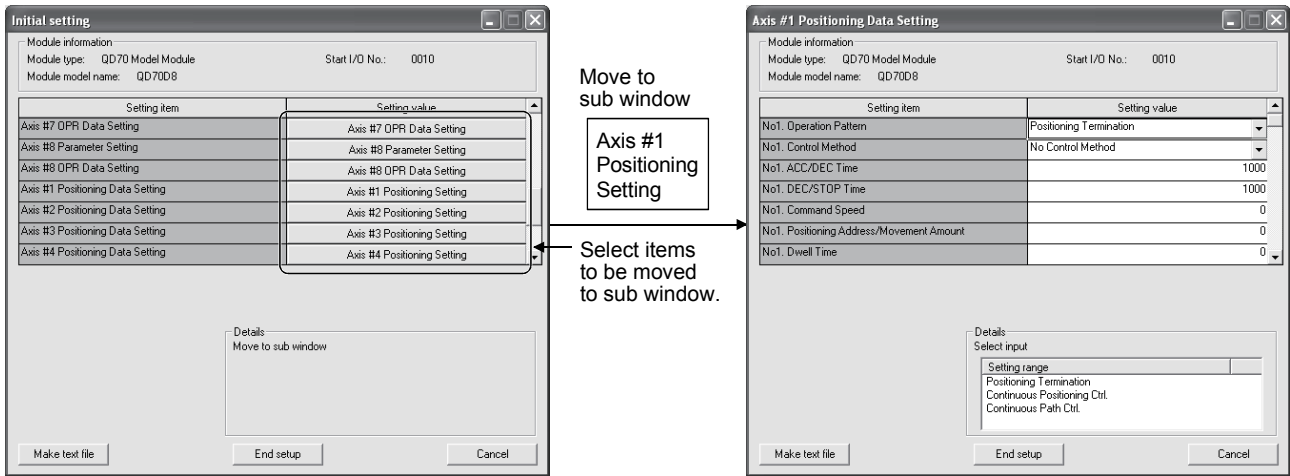 Initial setting
Module information
Module type: QD70 Model Module Start I/O No.: 0010
Module model name: QD70D8
Setting item Setting value
Axis #7 OPR Data Setting Axis #7 OPR Data Setting
Axis #8 Parameter Setting Axis #8 Parameter Setting
Axis #8 OPR Data Setting Axis #8 OPR Data Setting
Axis #1 Positioning Data Setting Axis #1 Positioning Setting
Axis #2 Positioning Data Setting Axis #2 Positioning Setting
Axis #3 Positioning Data Setting Axis #3 Positioning Setting
Axis #4 Positioning Data Setting Axis #4 Positioning Setting
Details
Move to sub window
Make text file End setup Cancel
Move to
sub window
Axis #1
Positioning
Setting
Select items
to be moved
to sub window.
Axis #1 Positioning Data Setting
Module information
Module type: QD70 Model Module Start I/O No.: 0010
Module model name: QD70D8
Setting item Setting value
No1. Operation Pattern Positioning Termination
No1. Control Method No Control Method
No1. ACC/DEC Time 1000
No1. DEC/STOP Time 1000
No1. Command Speed 0
No1. Positioning Address/Movement Amount 0
No1. Dwell Time 0
Details
Select input
Setting range
Positioning Termination
Continuous Positioning Ctrl.
Continuous Path Ctrl.
Make text file End setup Cancel